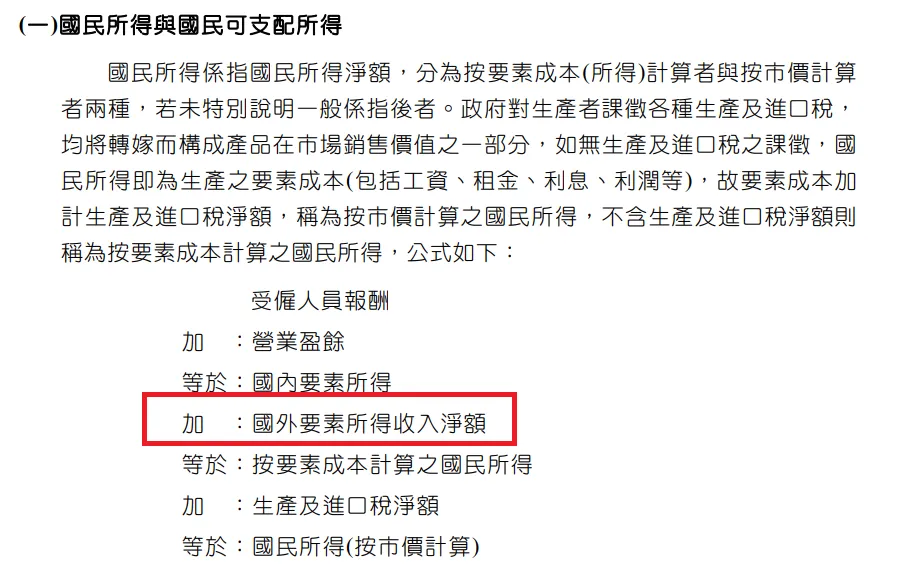 (一)國民所得與國民可支配所得
國民所得係指國民所得淨額，分為按要素成本(所得)計算者與按市價計算
者兩種，若未特別說明一般係指後者。政府對生產者課徵各種生產及進口稅，
均將轉嫁而構成產品在市場銷售價值之一部分，如無生產及進口稅之課徵，國
民所得即為生產之要素成本(包括工資、租金、利息、利潤等)，故要素成本加
計生產及進口稅淨額，稱為按市價計算之國民所得，不含生產及進口稅淨額則
稱為按要素成本計算之國民所得，公式如下：
受僱人員報酬
加　：營業盈餘
等於：國內要素所得
加　：國外要素所得收入淨額
等於：按要素成本計算之國民所得
加　：生產及進口稅淨額
等於：國民所得(按市價計算)